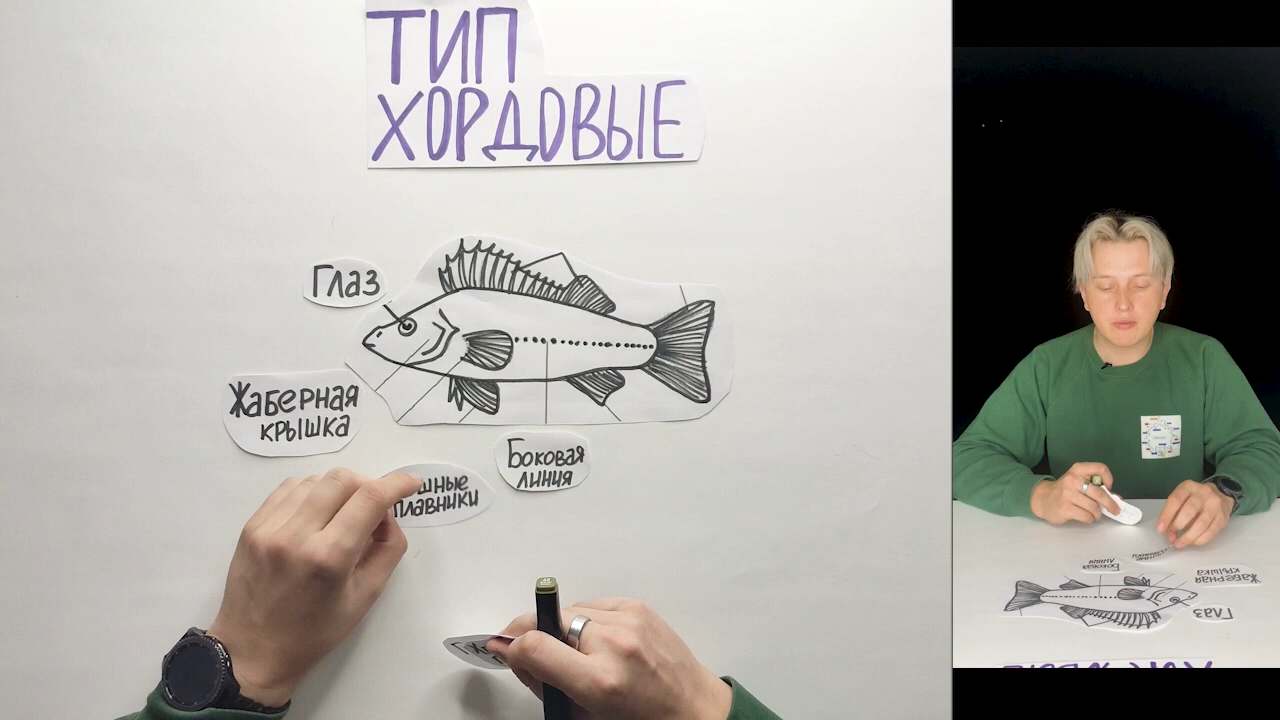 ТИП
ХОРДОВЫЕ
Глаз
Жаберная
крышка
Боковая
линия
плавники